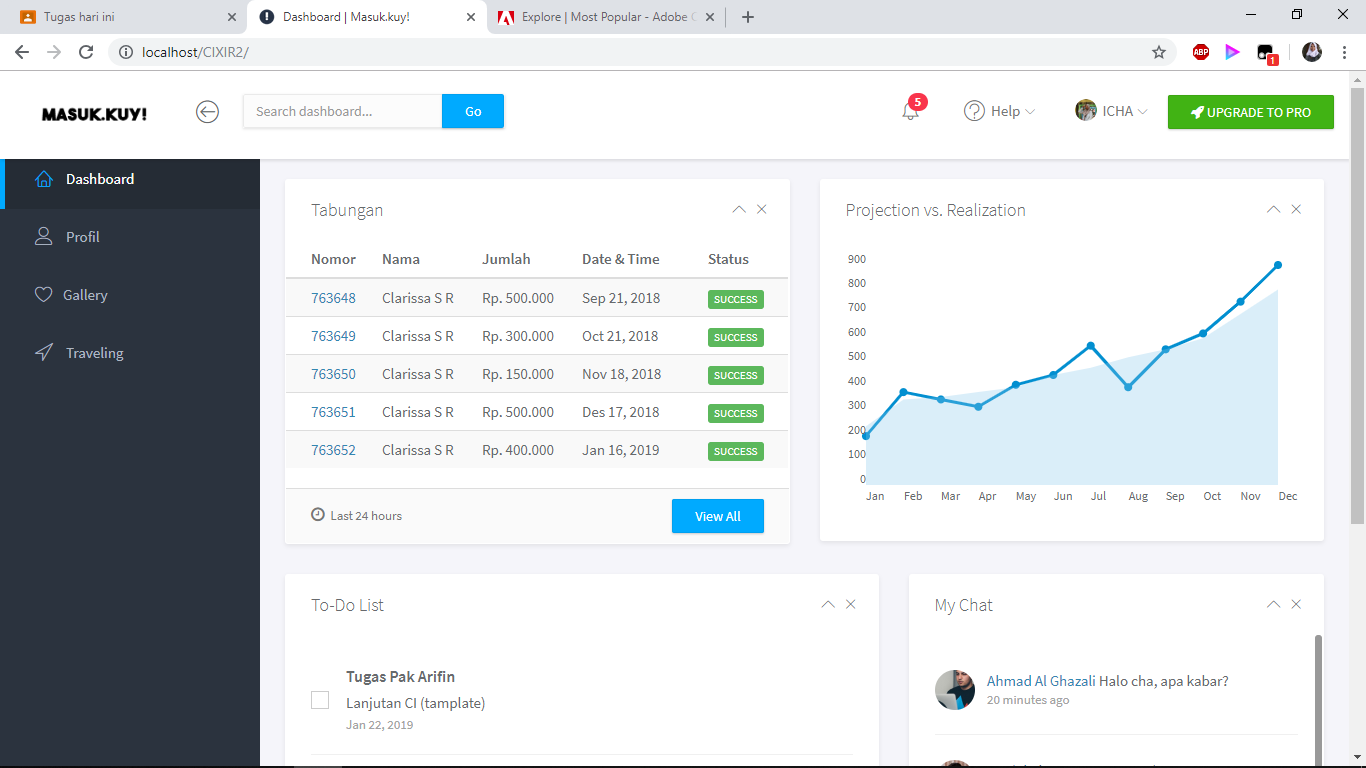 Tugas hari ini
Dashboard | Masuk.kuy!
Explore | Most Popular - Adobe
localhost/CIXIR2/
ABP
1
MASUK.KUY!
Search dashboard...
Go
5
Help
ICHA
UPGRADE TO PRO
Dashboard
Profil
Gallery
Traveling
Tabungan
Nomor Nama Jumlah Date & Time Status
763648 Clarissa S R Rp. 500.000 Sep 21, 2018 SUCCESS
763649 Clarissa S R Rp. 300.000 Oct 21, 2018 SUCCESS
763650 Clarissa S R Rp. 150.000 Nov 18, 2018 SUCCESS
763651 Clarissa S R Rp. 500.000 Des 17, 2018 SUCCESS
763652 Clarissa S R Rp. 400.000 Jan 16, 2019 SUCCESS
Last 24 hours
View All
Projection vs. Realization
900
800
700
600
500
400
300
200
100
0
Jan Feb Mar Apr May Jun Jul Aug Sep Oct Nov Dec
To-Do List
Tugas Pak Arifin
Lanjutan CI (tamplate)
Jan 22, 2019
My Chat
Ahmad Al Ghazali Halo cha, apa kabar?
20 minutes ago